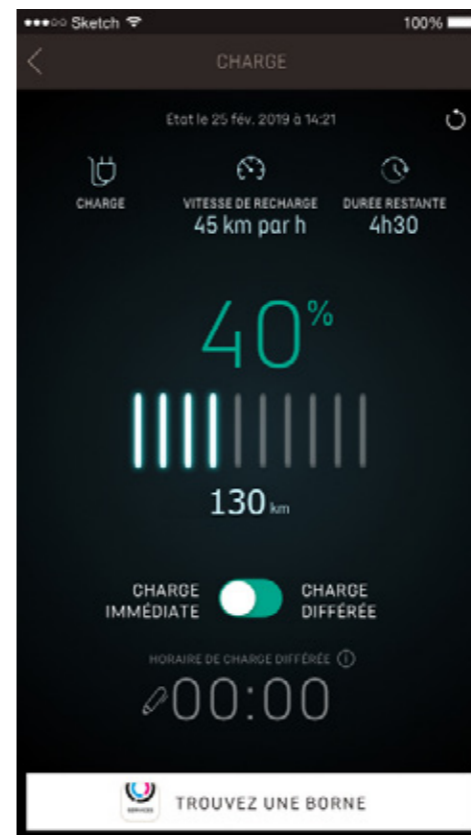 Sketch 100%
CHARGE
Etat le 25 fév. 2019 à 14:21
CHARGE
VITESSE DE RECHARGE
45 km par h
DUREE RESTANTE
4h30
40%
130 km
CHARGE IMMÉDIATE
CHARGE DIFFÉRÉE
HORAIRE DE CHARGE DIFFÉRÉE
00:00
TROUVEZ UNE BORNE